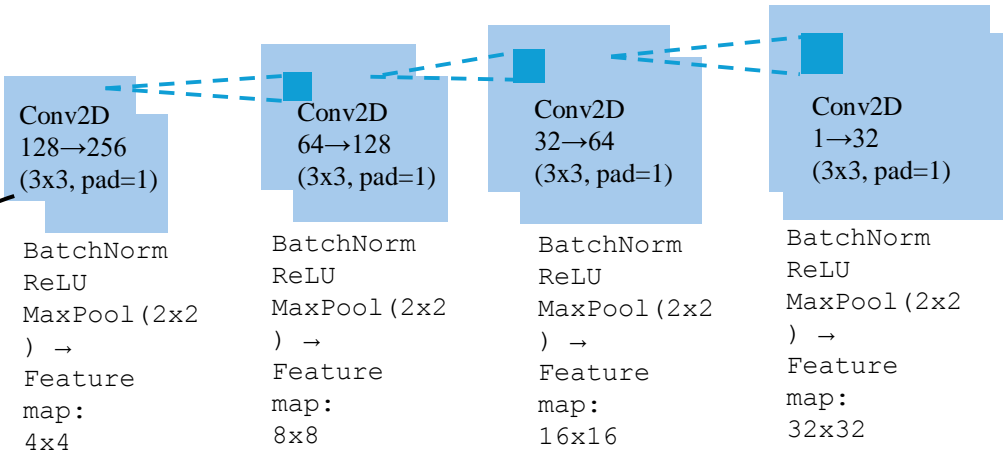 Conv2D
128→256
(3x3, pad=1)
BatchNorm
ReLU
MaxPool(2x2
) →
Feature
map:
4x4
Conv2D
64→128
(3x3, pad=1)
BatchNorm
ReLU
MaxPool(2x2
) →
Feature
map:
8x8
Conv2D
32→64
(3x3, pad=1)
BatchNorm
ReLU
MaxPool(2x2
) →
Feature
map:
16x16
Conv2D
1→32
(3x3, pad=1)
BatchNorm
ReLU
MaxPool(2x2
) →
Feature
map:
32x32